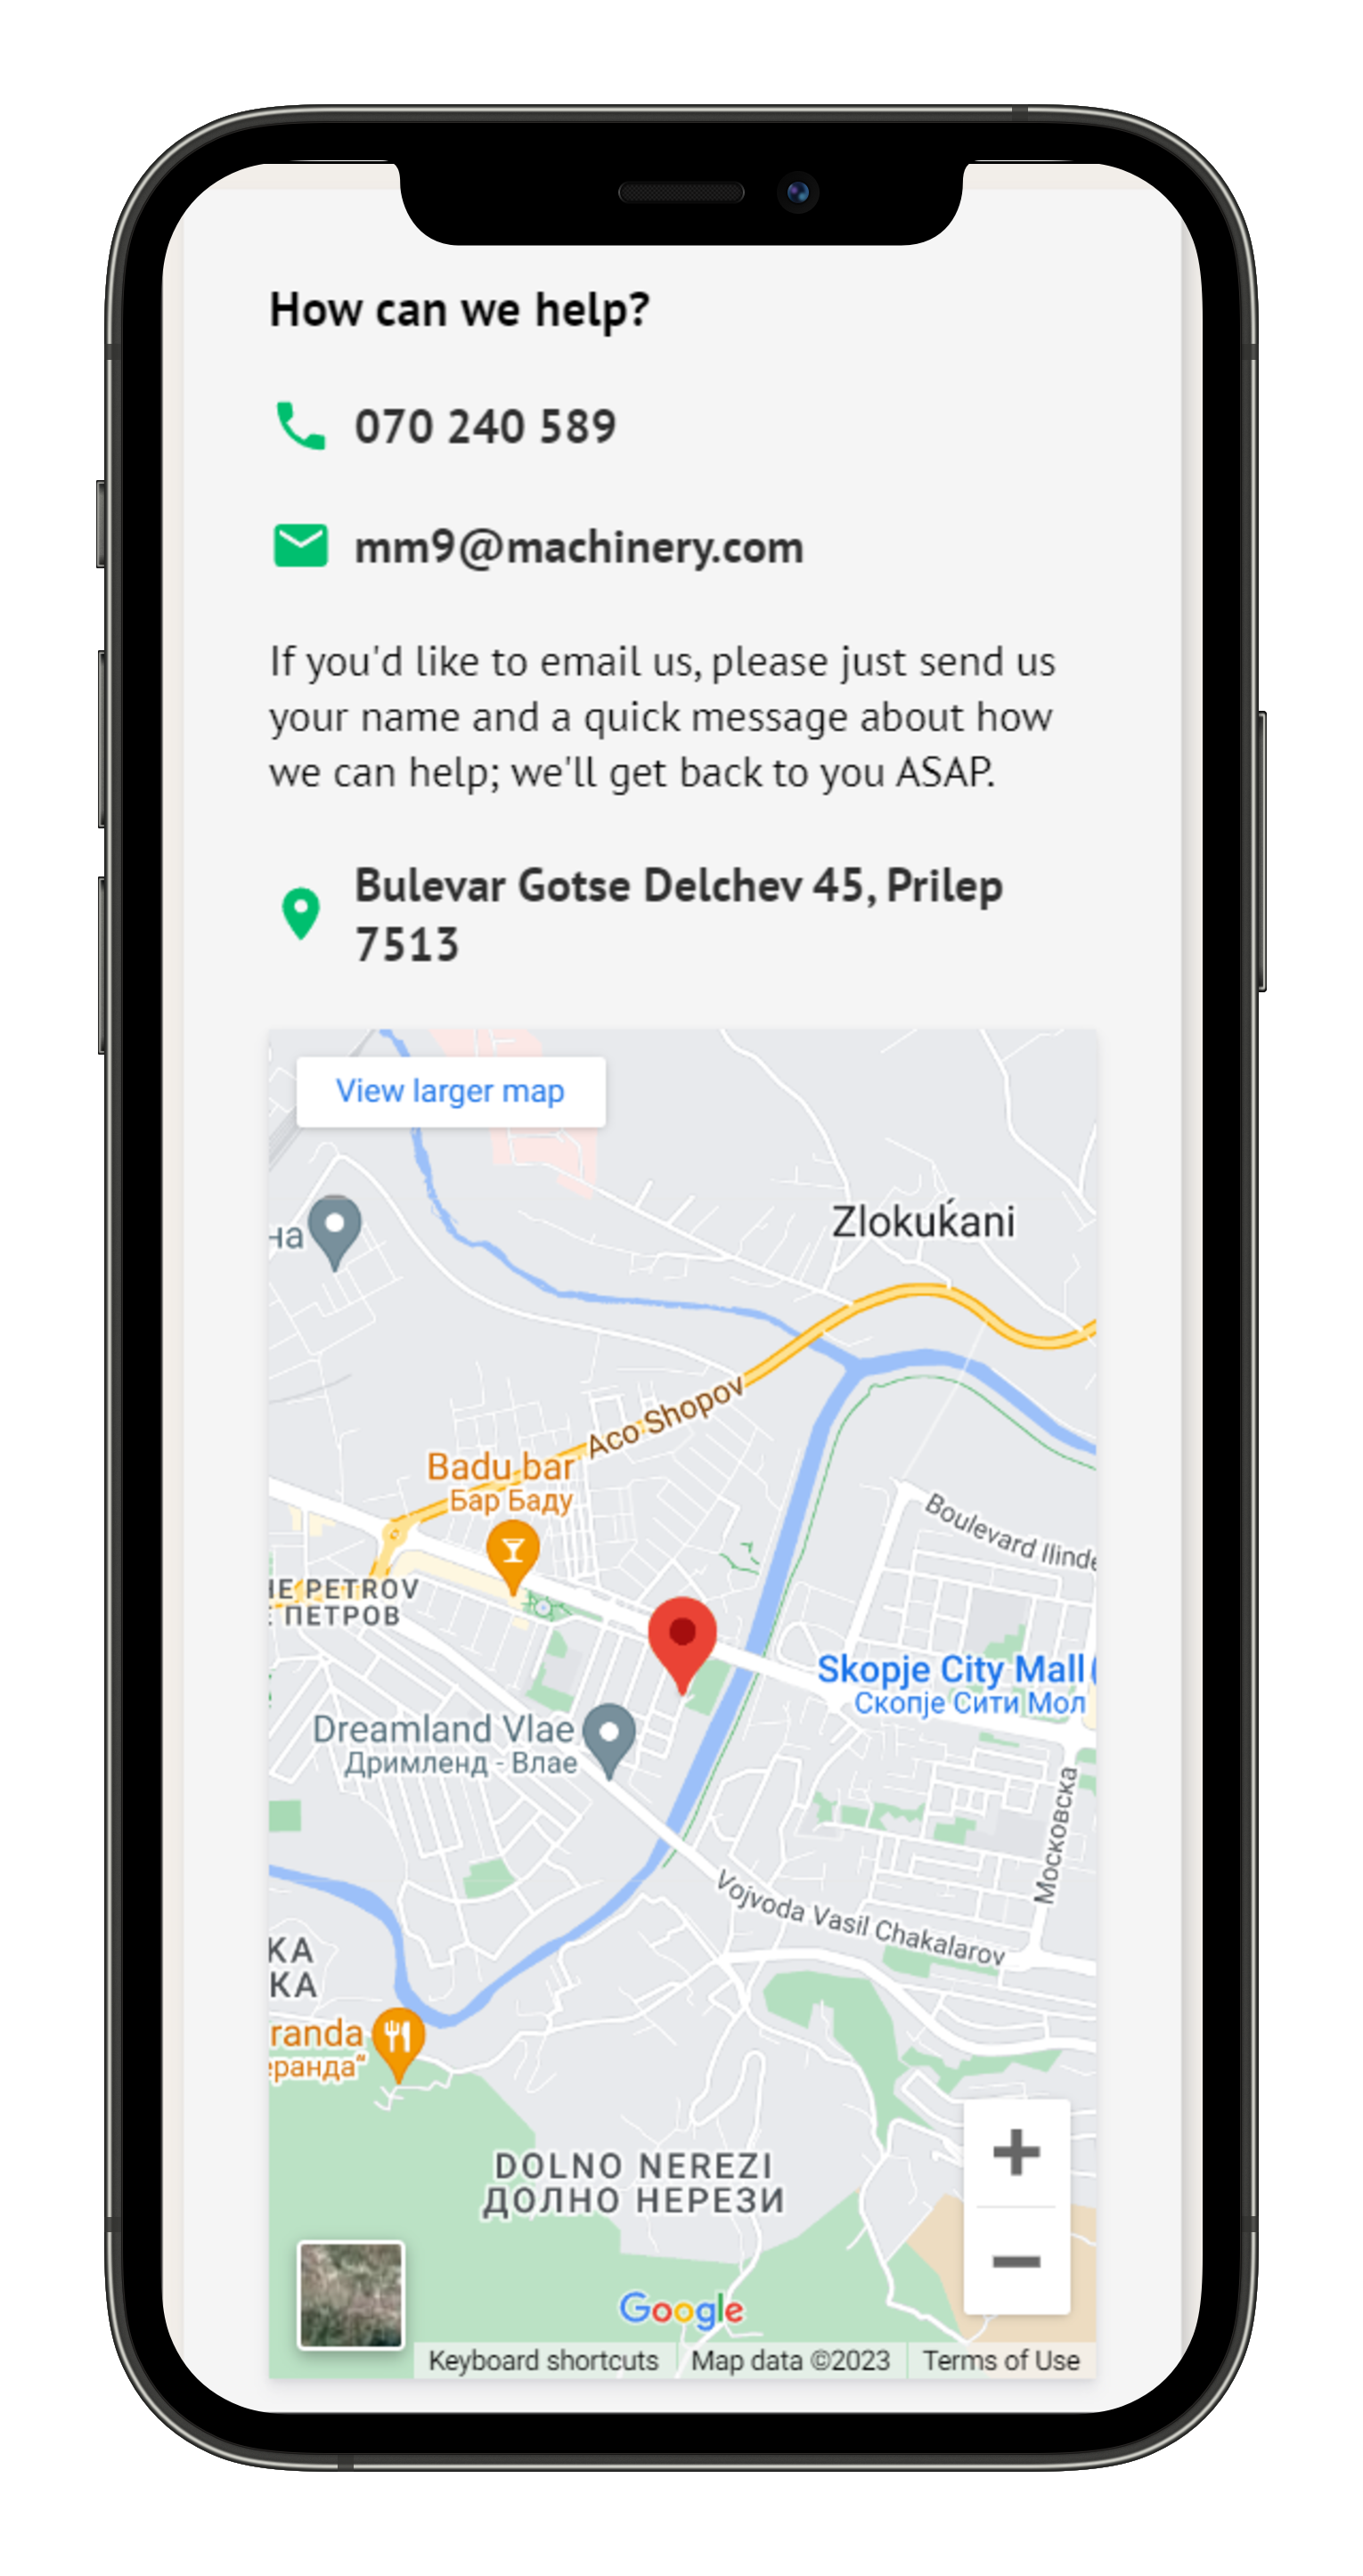 How can we help?
070 240 589
mm9@machinery.com
If you'd like to email us, please just send us
your name and a quick message about how
we can help; we'll get back to you ASAP.
Bulevar Gotse Delchev 45, Prilep
7513
View larger map
Zlokuḱani
на
Aco Shopov
Badu bar
Бар Баду
Boulevard Ilinde
HE PETROV
Е ПЕТРОВ
Skopje City Mall
Скопје Сити Мол
Dreamland Vlae
Дримленд - Влае
Московска
Vojvoda Vasil Chakalarov
KA
КА
randa
еранда“
DOLNO NEREZI
ДОЛНО НЕРЕЗИ
Google
Keyboard shortcuts
Map data ©2023
Terms of Use